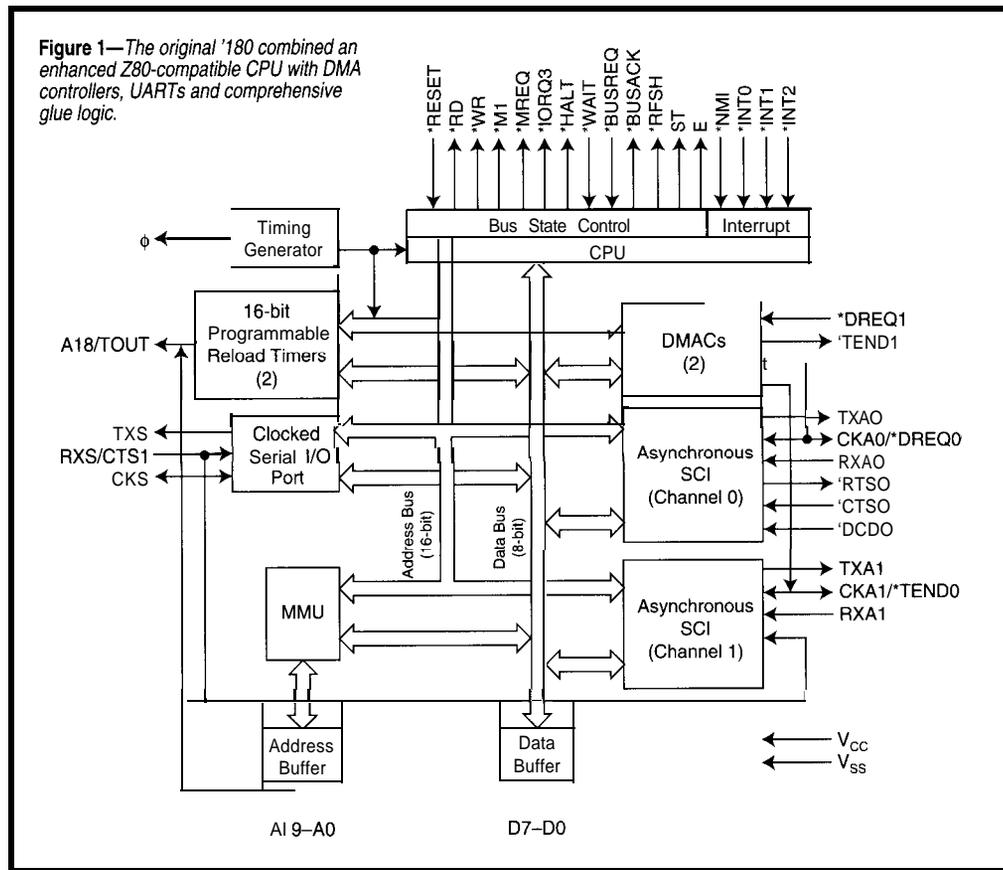 Figure 1—The original '180 combined an
enhanced Z80-compatible CPU with DMA
controllers, UARTs and comprehensive
glue logic.
*RESET
*RD
*WR
*M1
*MREQ
*IORQ3
*HALT
*WAIT
*BUSREQ
*BUSACK
*RFSH
ST
E
*NMI
*INT0
*INT1
*INT2
Bus State Control
Interrupt
CPU
ϕ
Timing
Generator
16-bit
Programmable
Reload Timers
(2)
A18/TOUT
DMACs
(2)
t
*DREQ1
'TEND1
TXS
RXS/CTS1
CKS
Clocked
Serial I/O
Port
Asynchronous
SCI
(Channel 0)
TXAO
CKA0/*DREQ0
RXAO
'RTSO
'CTSO
'DCDO
Address Bus
(16-bit)
Data Bus
(8-bit)
MMU
Asynchronous
SCI
(Channel 1)
TXA1
CKA1/*TEND0
RXA1
Address
Buffer
Data
Buffer
VCC
VSS
AI 9–A0
D7–D0